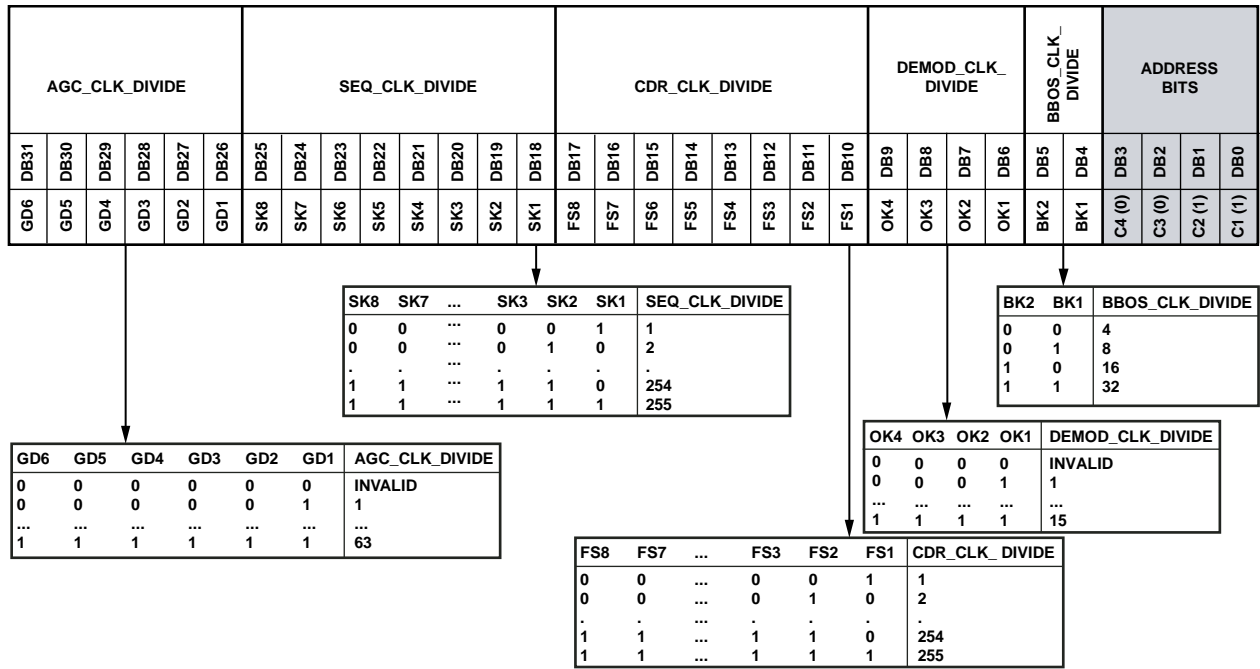 AGC_CLK_DIVIDE SEQ_CLK_DIVIDE CDR_CLK_DIVIDE DEMOD_CLK_
DIVIDE BBOS_CLK_
DIVIDE ADDRESS
BITS
DB31 DB30 DB29 DB28 DB27 DB26 DB25 DB24 DB23 DB22 DB21 DB20 DB19 DB18 DB17 DB16 DB15 DB14 DB13 DB12 DB11 DB10 DB9 DB8 DB7 DB6 DB5 DB4 DB3 DB2 DB1 DB0
GD6 GD5 GD4 GD3 GD2 GD1 SK8 SK7 SK6 SK5 SK4 SK3 SK2 SK1 FS8 FS7 FS6 FS5 FS4 FS3 FS2 FS1 OK4 OK3 OK2 OK1 BK2 BK1 C4 (0) C3 (0) C2 (1) C1 (1)
SK8 SK7 ... SK3 SK2 SK1 SEQ_CLK_DIVIDE
0 0 ... 0 0 1 1
0 0 ... 0 1 0 2
. . ... . . . .
1 1 ... 1 1 0 254
1 1 ... 1 1 1 255
BK2 BK1 BBOS_CLK_DIVIDE
0 0 4
0 1 8
1 0 16
1 1 32
GD6 GD5 GD4 GD3 GD2 GD1 AGC_CLK_DIVIDE
0 0 0 0 0 0 INVALID
0 0 0 0 0 1 1
... ... ... ... ... ... ...
1 1 1 1 1 1 63
OK4 OK3 OK2 OK1 DEMOD_CLK_DIVIDE
0 0 0 0 INVALID
0 0 0 1 1
... ... ... ... ...
1 1 1 1 15
FS8 FS7 ... FS3 FS2 FS1 CDR_CLK_ DIVIDE
0 0 ... 0 0 1 1
0 0 ... 0 1 0 2
. . ... . . . .
1 1 ... 1 1 0 254
1 1 ... 1 1 1 255